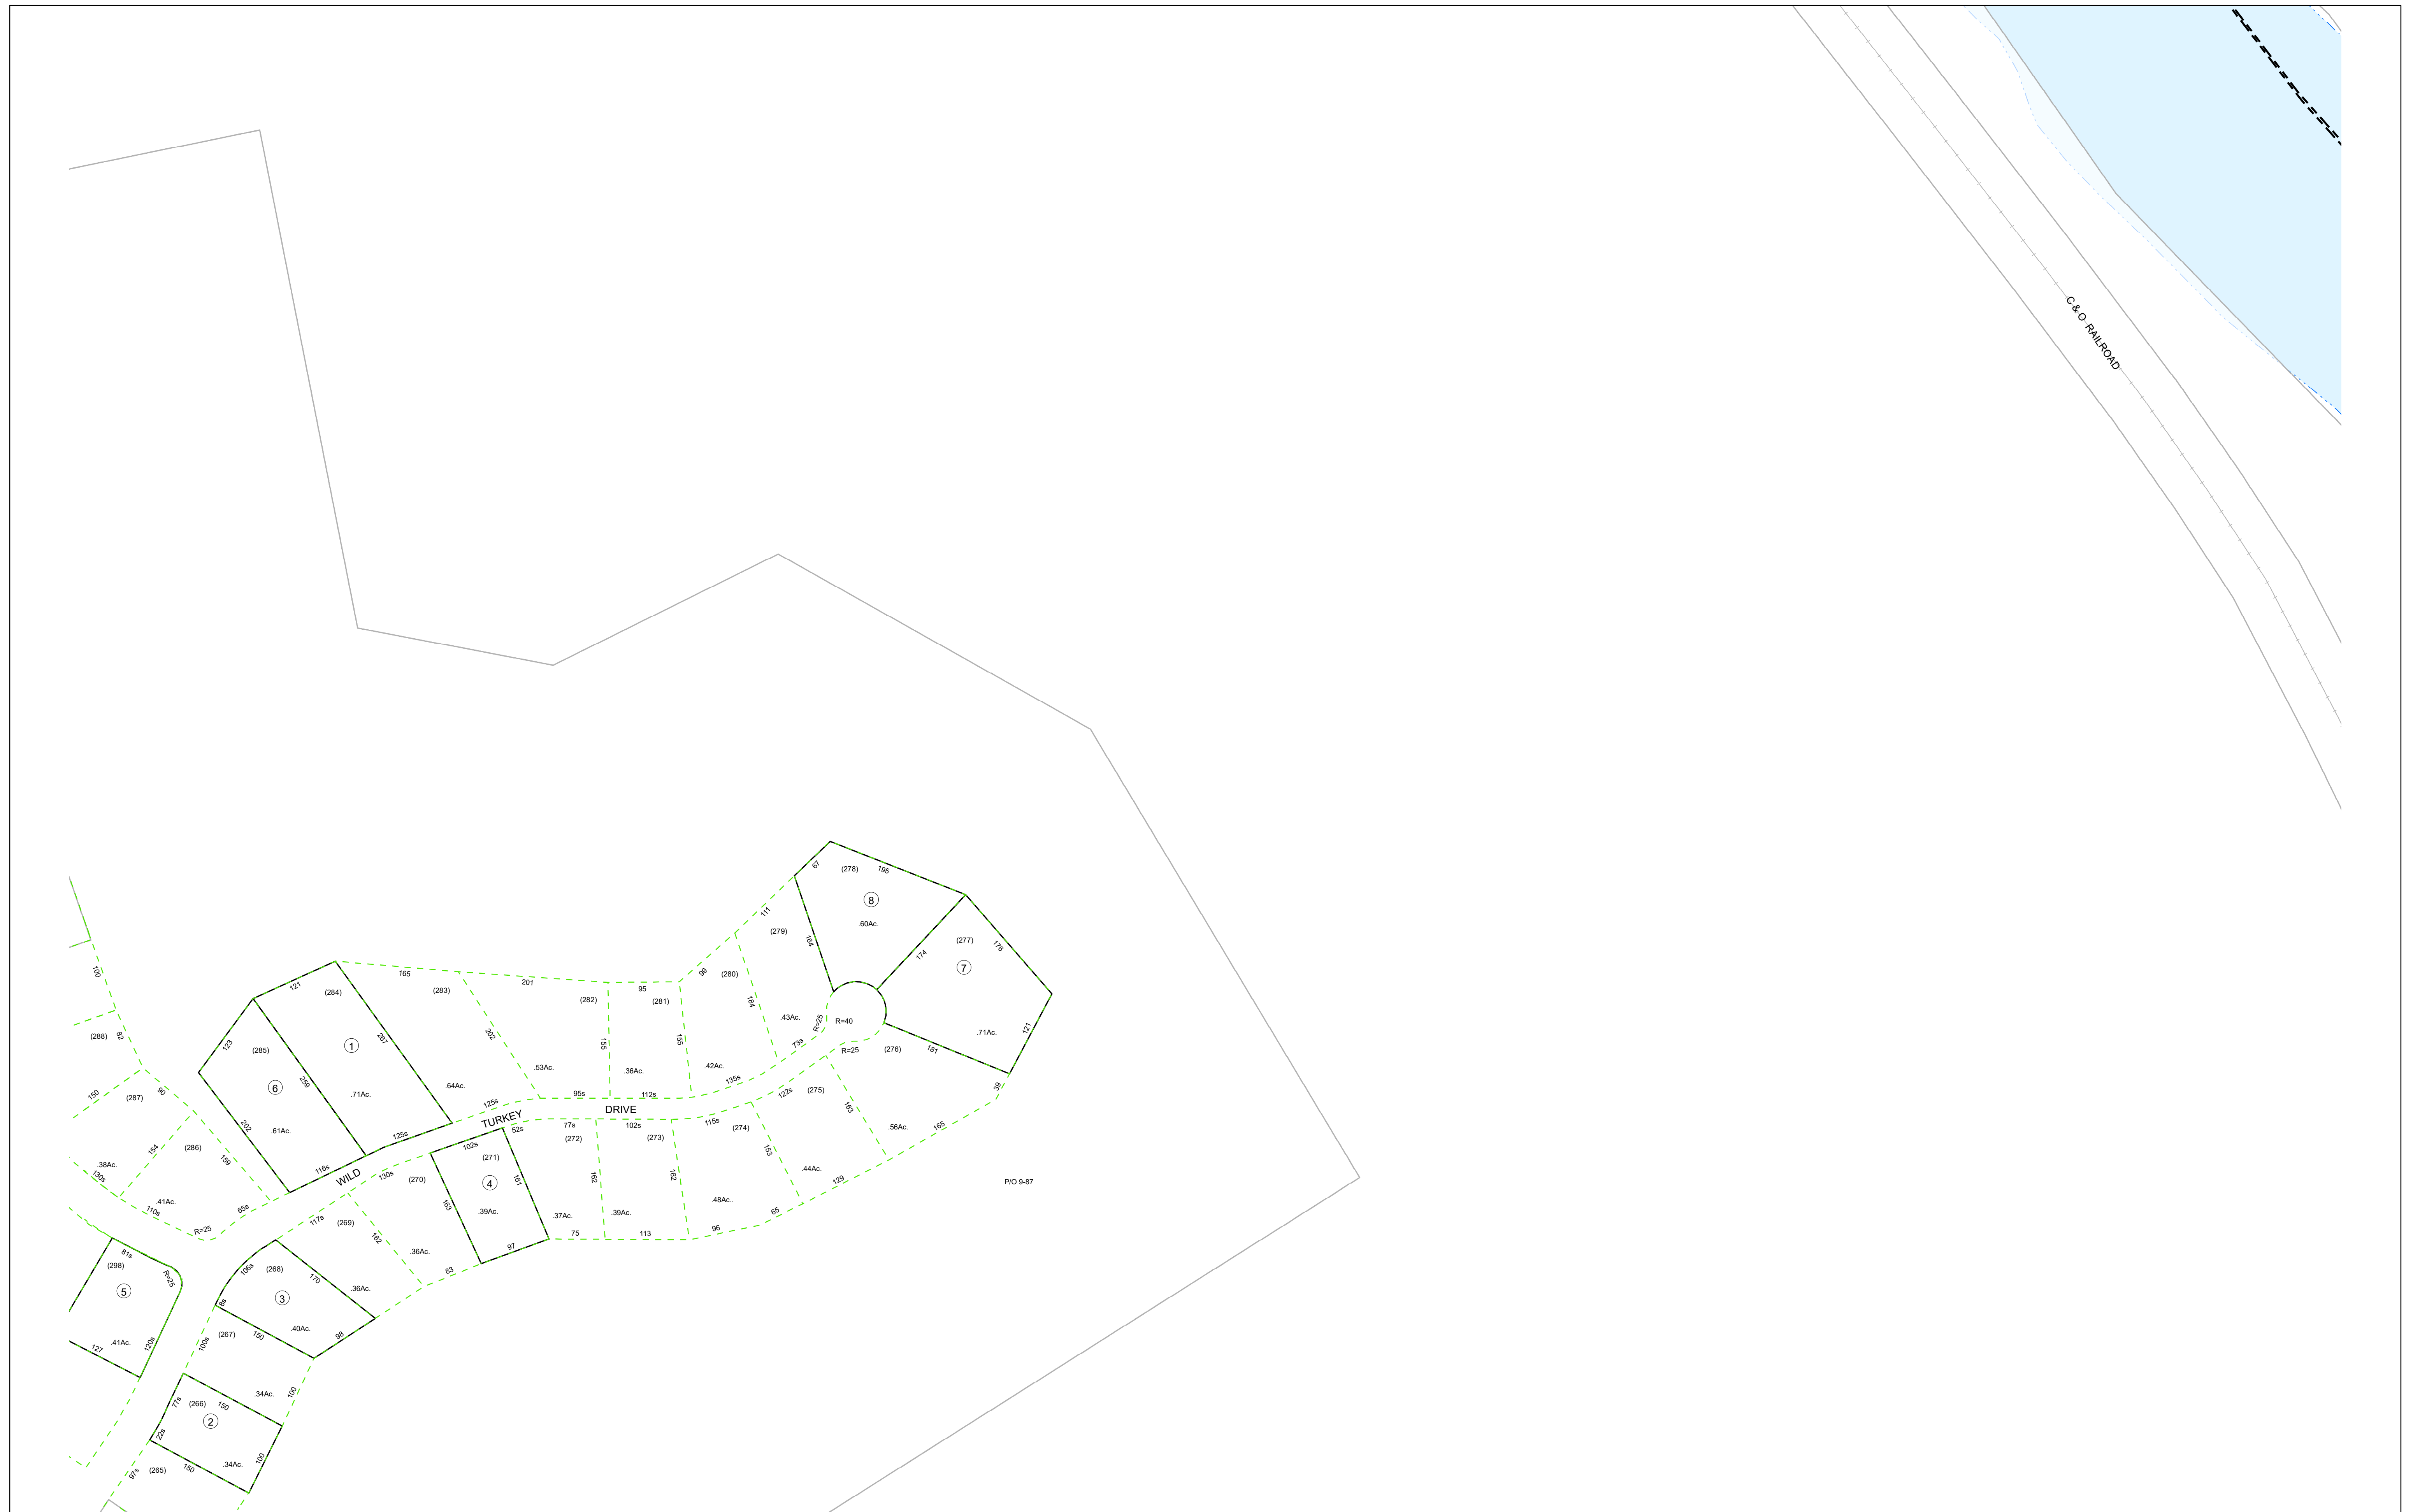 C & O RAILROAD
67
(278)
195
8
.60Ac.
111
(279)
164
(277)
176
174
7
99
(280)
184
.43Ac.
R=25
R=40
.71Ac.
121
73s
R=25
(276)
181
39
100
121
(284)
165
(283)
201
(282)
95
(281)
(288)
82
123
(285)
1
267
202
155
155
259
6
.53Ac.
.36Ac.
.42Ac.
135s
150
(287)
90
.71Ac.
.64Ac.
125s
95s
112s
122s
(275)
163
202
.61Ac.
125s
TURKEY
DRIVE
52s
77s
(272)
102s
(273)
115s
(274)
153
.56Ac.
165
154
(286)
159
102s
(271)
.38Ac.
130s
116s
WILD
130s
(270)
4
161
162
162
.44Ac.
129
P/O 9-87
.41Ac.
110s
65s
163
.39Ac.
.37Ac.
.39Ac.
.48Ac..
R=25
117s
(269)
162
.36Ac.
97
75
113
96
65
81s
(298)
R=25
106s
(268)
170
83
5
8s
3
.36Ac.
.41Ac.
127
120s
100s
(267)
150
.40Ac.
98
.34Ac.
100
77s
(266)
150
2
22s
.34Ac.
100
97s
(265)
150